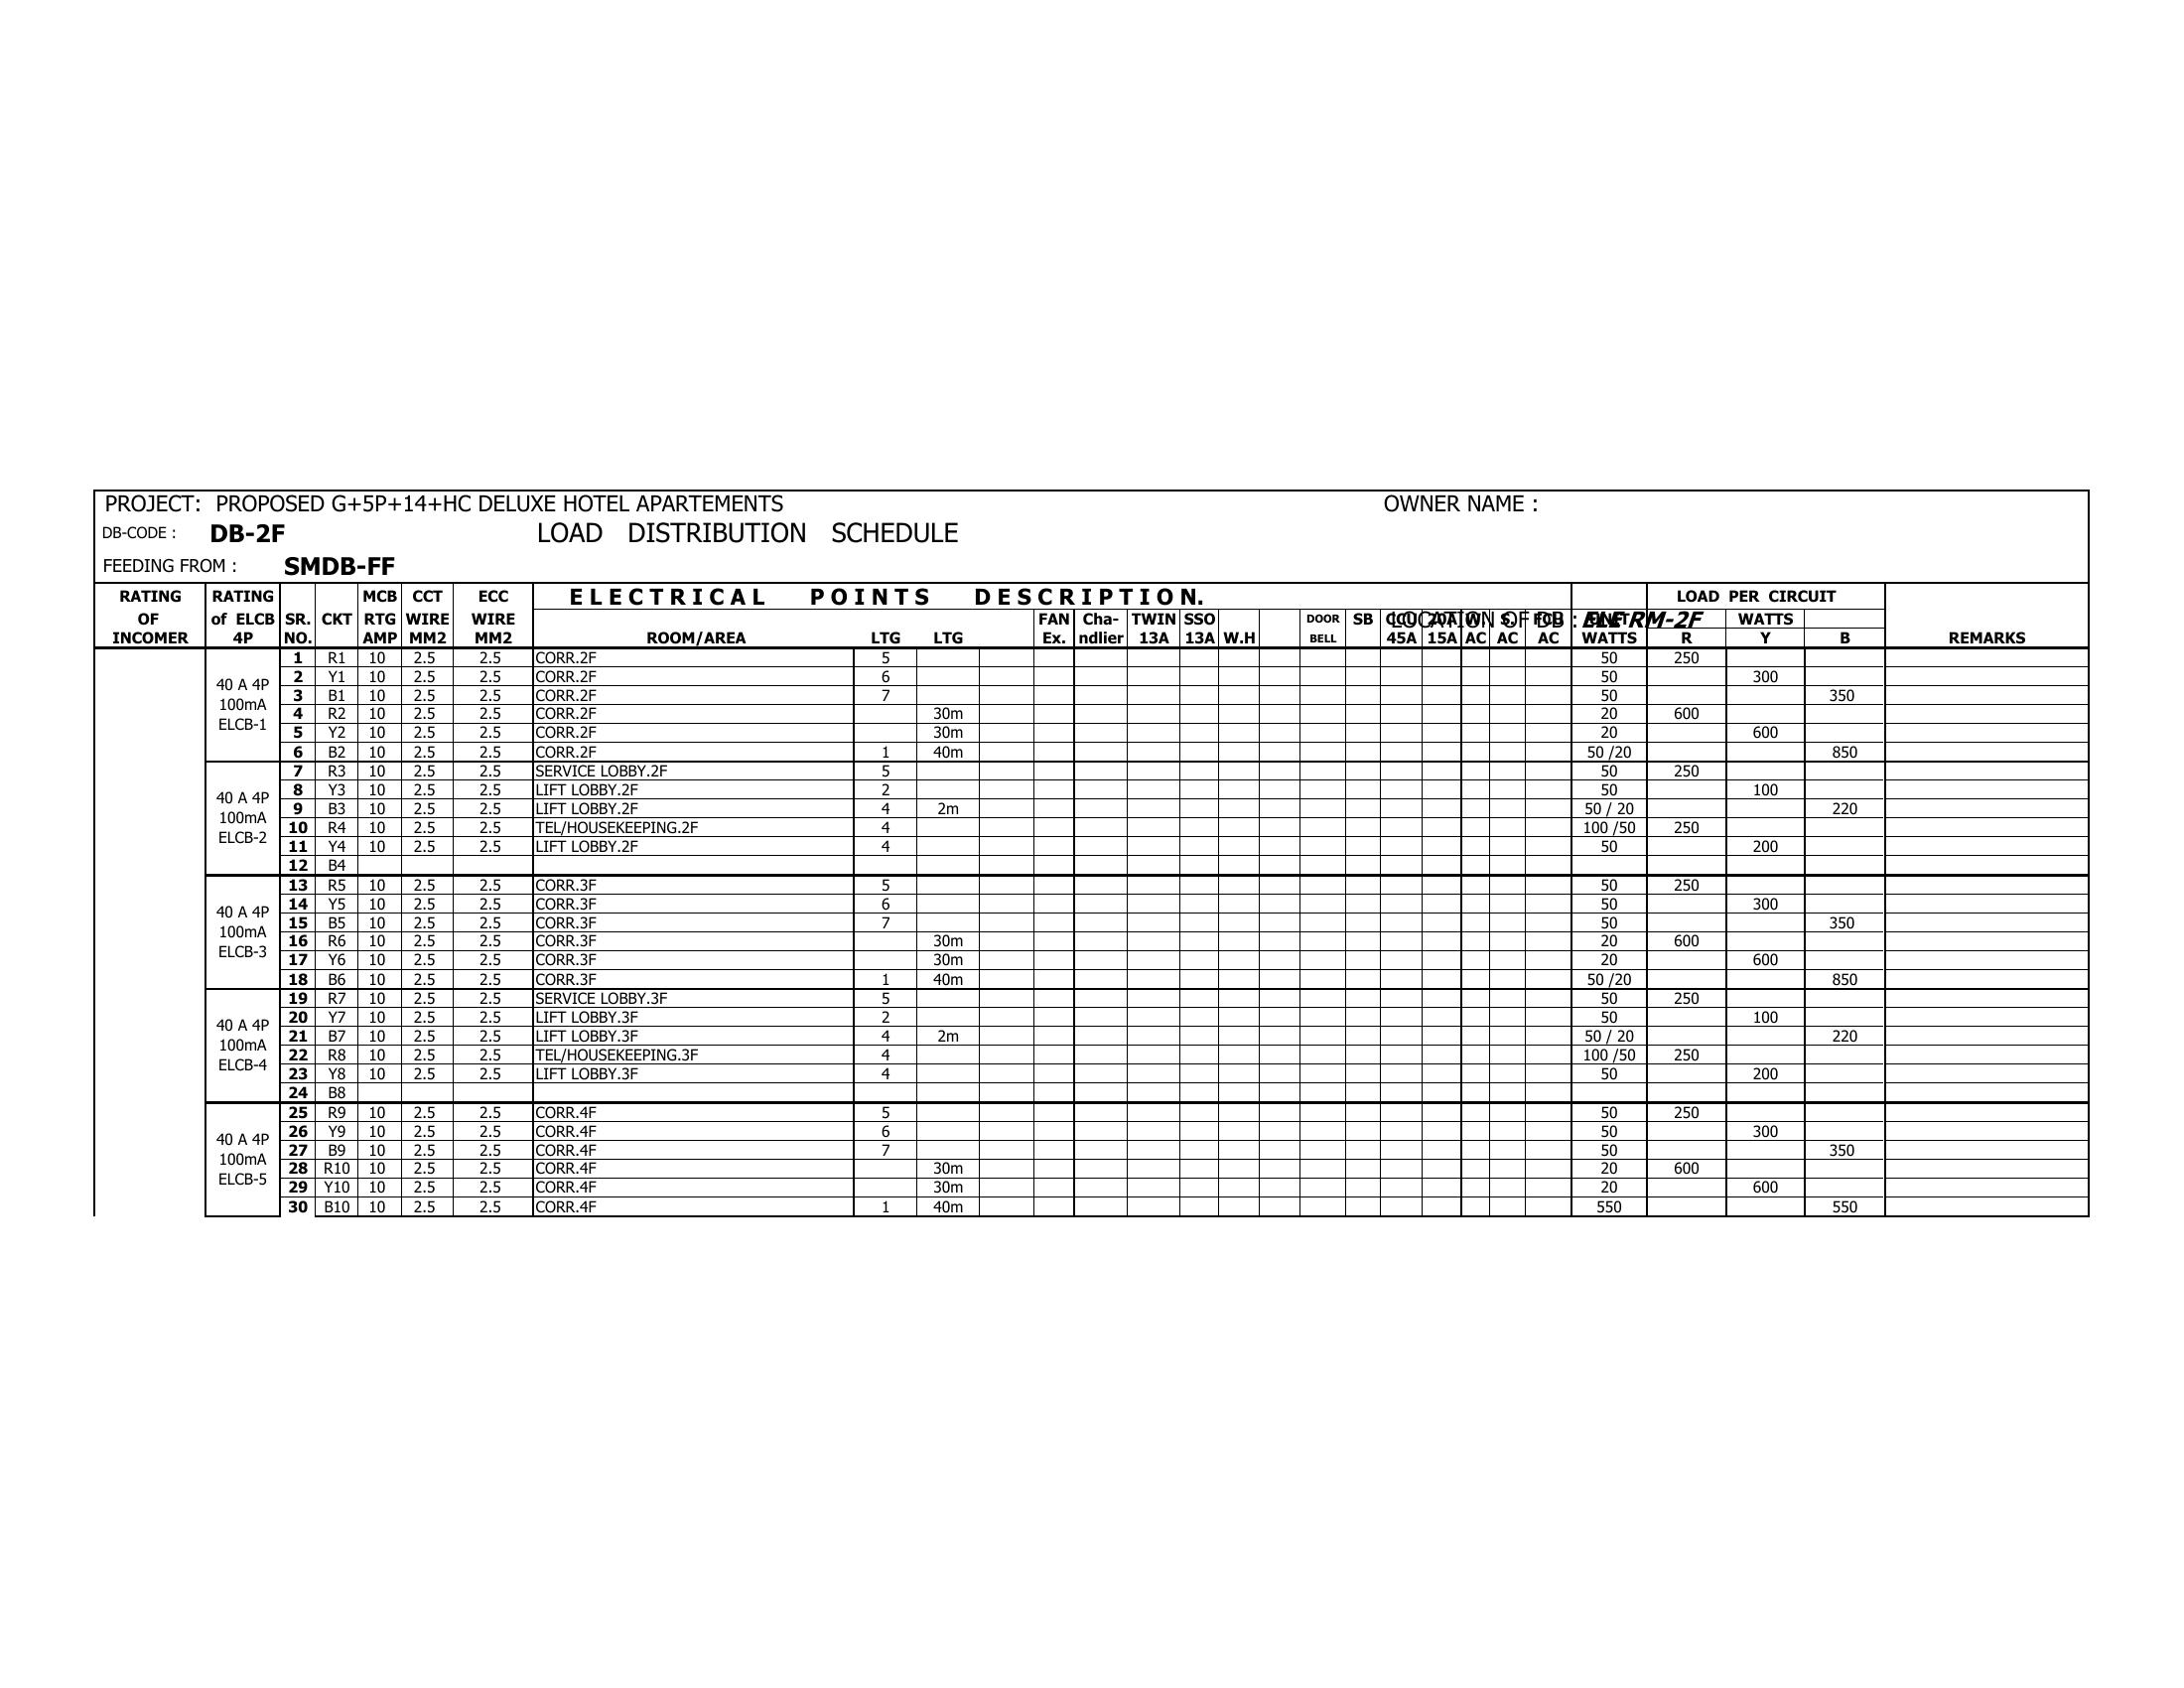 PROJECT: PROPOSED G+5P+14+HC DELUXE HOTEL APARTEMENTS OWNER NAME :
DB-CODE : DB-2F LOAD DISTRIBUTION SCHEDULE
FEEDING FROM : SMDB-FF
RATING RATING MCB CCT ECC ELECTRICAL POINTS DESCRIPTION. LOAD PER CIRCUIT
LOCATION OF DB : ELE RM-2F
OF of ELCB SR. CKT RTG WIRE WIRE FAN Cha- TWIN SSO DOOR SB WATTS
INCOMER 4P NO. AMP MM2 MM2 ROOM/AREA LTG LTG Ex. ndlier 13A 13A W.H BELL 45A 15A AC AC AC WATTS R Y B REMARKS
40 A 4P
100mA
ELCB-1
1 R1 10 2.5 2.5 CORR.2F 5 50 250
2 Y1 10 2.5 2.5 CORR.2F 6 50 300
3 B1 10 2.5 2.5 CORR.2F 7 50 350
4 R2 10 2.5 2.5 CORR.2F 30m 20 600
5 Y2 10 2.5 2.5 CORR.2F 30m 20 600
6 B2 10 2.5 2.5 CORR.2F 1 40m 50 /20 850
40 A 4P
100mA
ELCB-2
7 R3 10 2.5 2.5 SERVICE LOBBY.2F 5 50 250
8 Y3 10 2.5 2.5 LIFT LOBBY.2F 2 50 100
9 B3 10 2.5 2.5 LIFT LOBBY.2F 4 2m 50 / 20 220
10 R4 10 2.5 2.5 TEL/HOUSEKEEPING.2F 4 100 /50 250
11 Y4 10 2.5 2.5 LIFT LOBBY.2F 4 50 200
12 B4
40 A 4P
100mA
ELCB-3
13 R5 10 2.5 2.5 CORR.3F 5 50 250
14 Y5 10 2.5 2.5 CORR.3F 6 50 300
15 B5 10 2.5 2.5 CORR.3F 7 50 350
16 R6 10 2.5 2.5 CORR.3F 30m 20 600
17 Y6 10 2.5 2.5 CORR.3F 30m 20 600
18 B6 10 2.5 2.5 CORR.3F 1 40m 50 /20 850
40 A 4P
100mA
ELCB-4
19 R7 10 2.5 2.5 SERVICE LOBBY.3F 5 50 250
20 Y7 10 2.5 2.5 LIFT LOBBY.3F 2 50 100
21 B7 10 2.5 2.5 LIFT LOBBY.3F 4 2m 50 / 20 220
22 R8 10 2.5 2.5 TEL/HOUSEKEEPING.3F 4 100 /50 250
23 Y8 10 2.5 2.5 LIFT LOBBY.3F 4 50 200
24 B8
40 A 4P
100mA
ELCB-5
25 R9 10 2.5 2.5 CORR.4F 5 50 250
26 Y9 10 2.5 2.5 CORR.4F 6 50 300
27 B9 10 2.5 2.5 CORR.4F 7 50 350
28 R10 10 2.5 2.5 CORR.4F 30m 20 600
29 Y10 10 2.5 2.5 CORR.4F 30m 20 600
30 B10 10 2.5 2.5 CORR.4F 1 40m 550 550